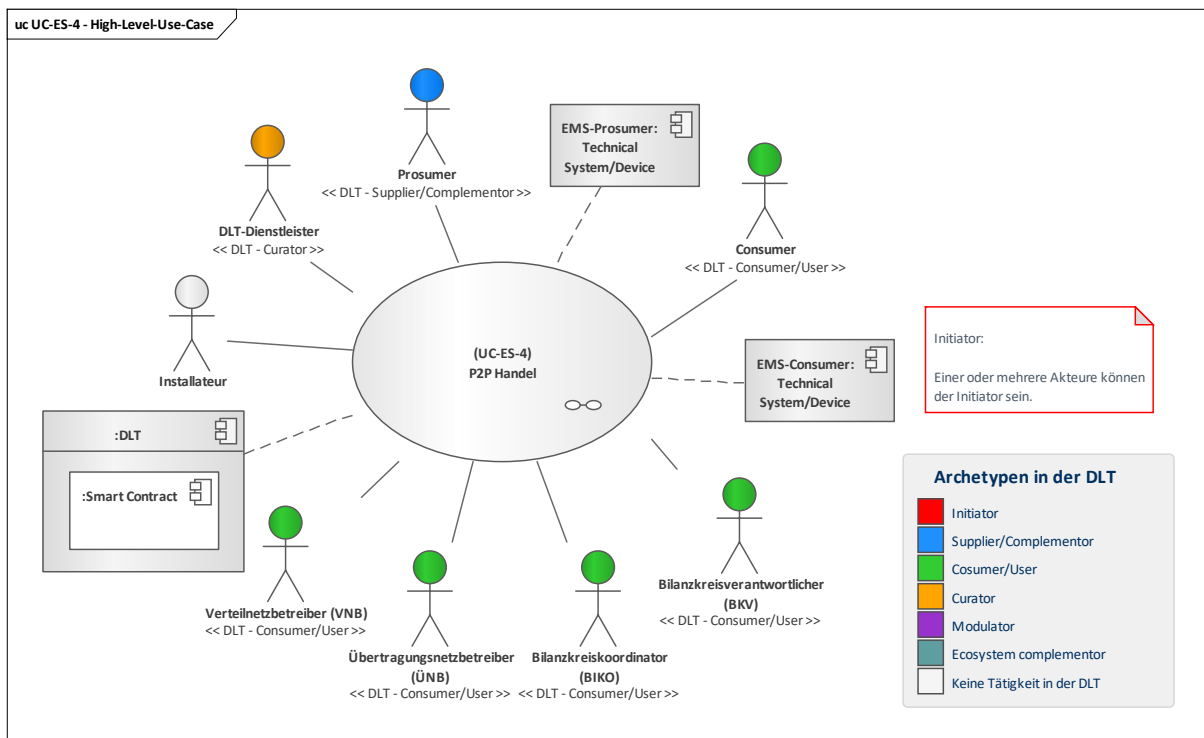 uc UC-ES-4 - High-Level-Use-Case
Prosumer
<< DLT - Supplier/Complementor >>
EMS-Prosumer:
Technical
System/Device
DLT-Dienstleister
<< DLT - Curator >>
Consumer
<< DLT - Consumer/User >>
Installateur
(UC-ES-4)
P2P Handel
EMS-Consumer:
Technical
System/Device
Initiator:
Einer oder mehrere Akteure können
der Initiator sein.
:DLT
:Smart Contract
Verteilnetzbetreiber (VNB)
<< DLT - Consumer/User >>
Übertragungsnetzbetreiber
(ÜNB)
<< DLT - Consumer/User >>
Bilanzkreiskoordinator
(BIKO)
<< DLT - Consumer/User >>
Bilanzkreisverantwortlicher
(BKV)
<< DLT - Consumer/User >>
Archetypen in der DLT
Initiator
Supplier/Complementor
Cosumer/User
Curator
Modulator
Ecosystem complementor
Keine Tätigkeit in der DLT